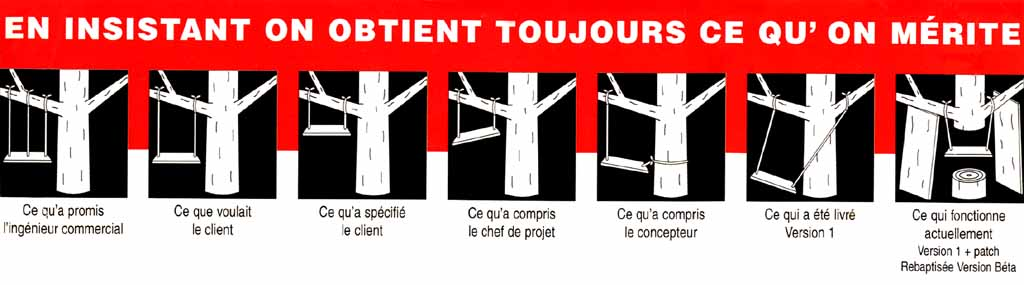 EN INSISTANT ON OBTIENT TOUJOURS CE QU' ON MÉRITE
Ce qu'a promis
l'ingénieur commercial
Ce que voulait
le client
Ce qu'a spécifié
le client
Ce qu'a compris
le chef de projet
Ce qu'a compris
le concepteur
Ce qui a été livré
Version 1
Ce qui fonctionne
actuellement
Version 1 + patch
Rebaptisée Version Béta